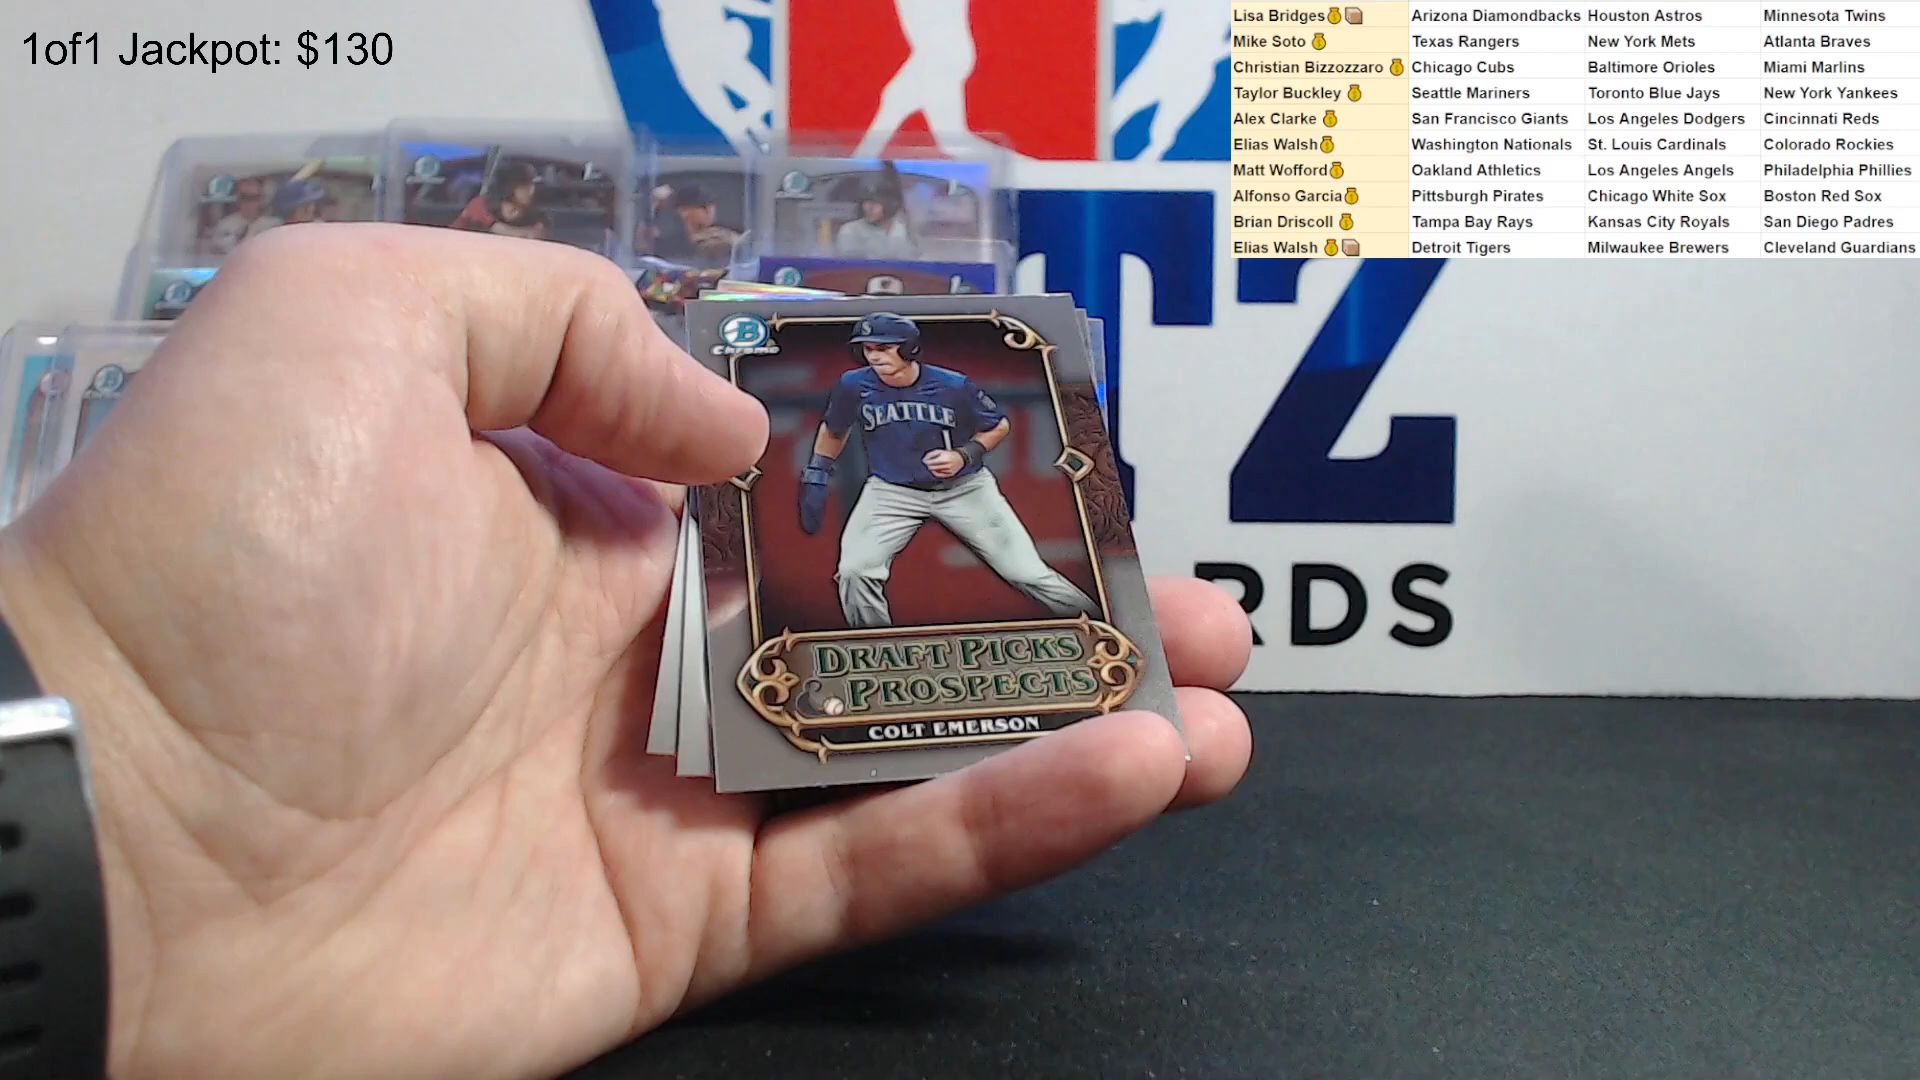 1of1 Jackpot: $130
Lisa Bridges Arizona Diamondbacks Houston Astros Minnesota Twins
Mike Soto Texas Rangers New York Mets Atlanta Braves
Christian Bizzozzaro Chicago Cubs Baltimore Orioles Miami Marlins
Taylor Buckley Seattle Mariners Toronto Blue Jays New York Yankees
Alex Clarke San Francisco Giants Los Angeles Dodgers Cincinnati Reds
Elias Walsh Washington Nationals St. Louis Cardinals Colorado Rockies
Matt Wofford Oakland Athletics Los Angeles Angels Philadelphia Phillies
Alfonso Garcia Pittsburgh Pirates Chicago White Sox Boston Red Sox
Brian Driscoll Tampa Bay Rays Kansas City Royals San Diego Padres
Elias Walsh Detroit Tigers Milwaukee Brewers Cleveland Guardians
TZ
RDS
B
Chrome
S
SEATTLE
1
DRAFT PICKS
& PROSPECTS
COLT EMERSON